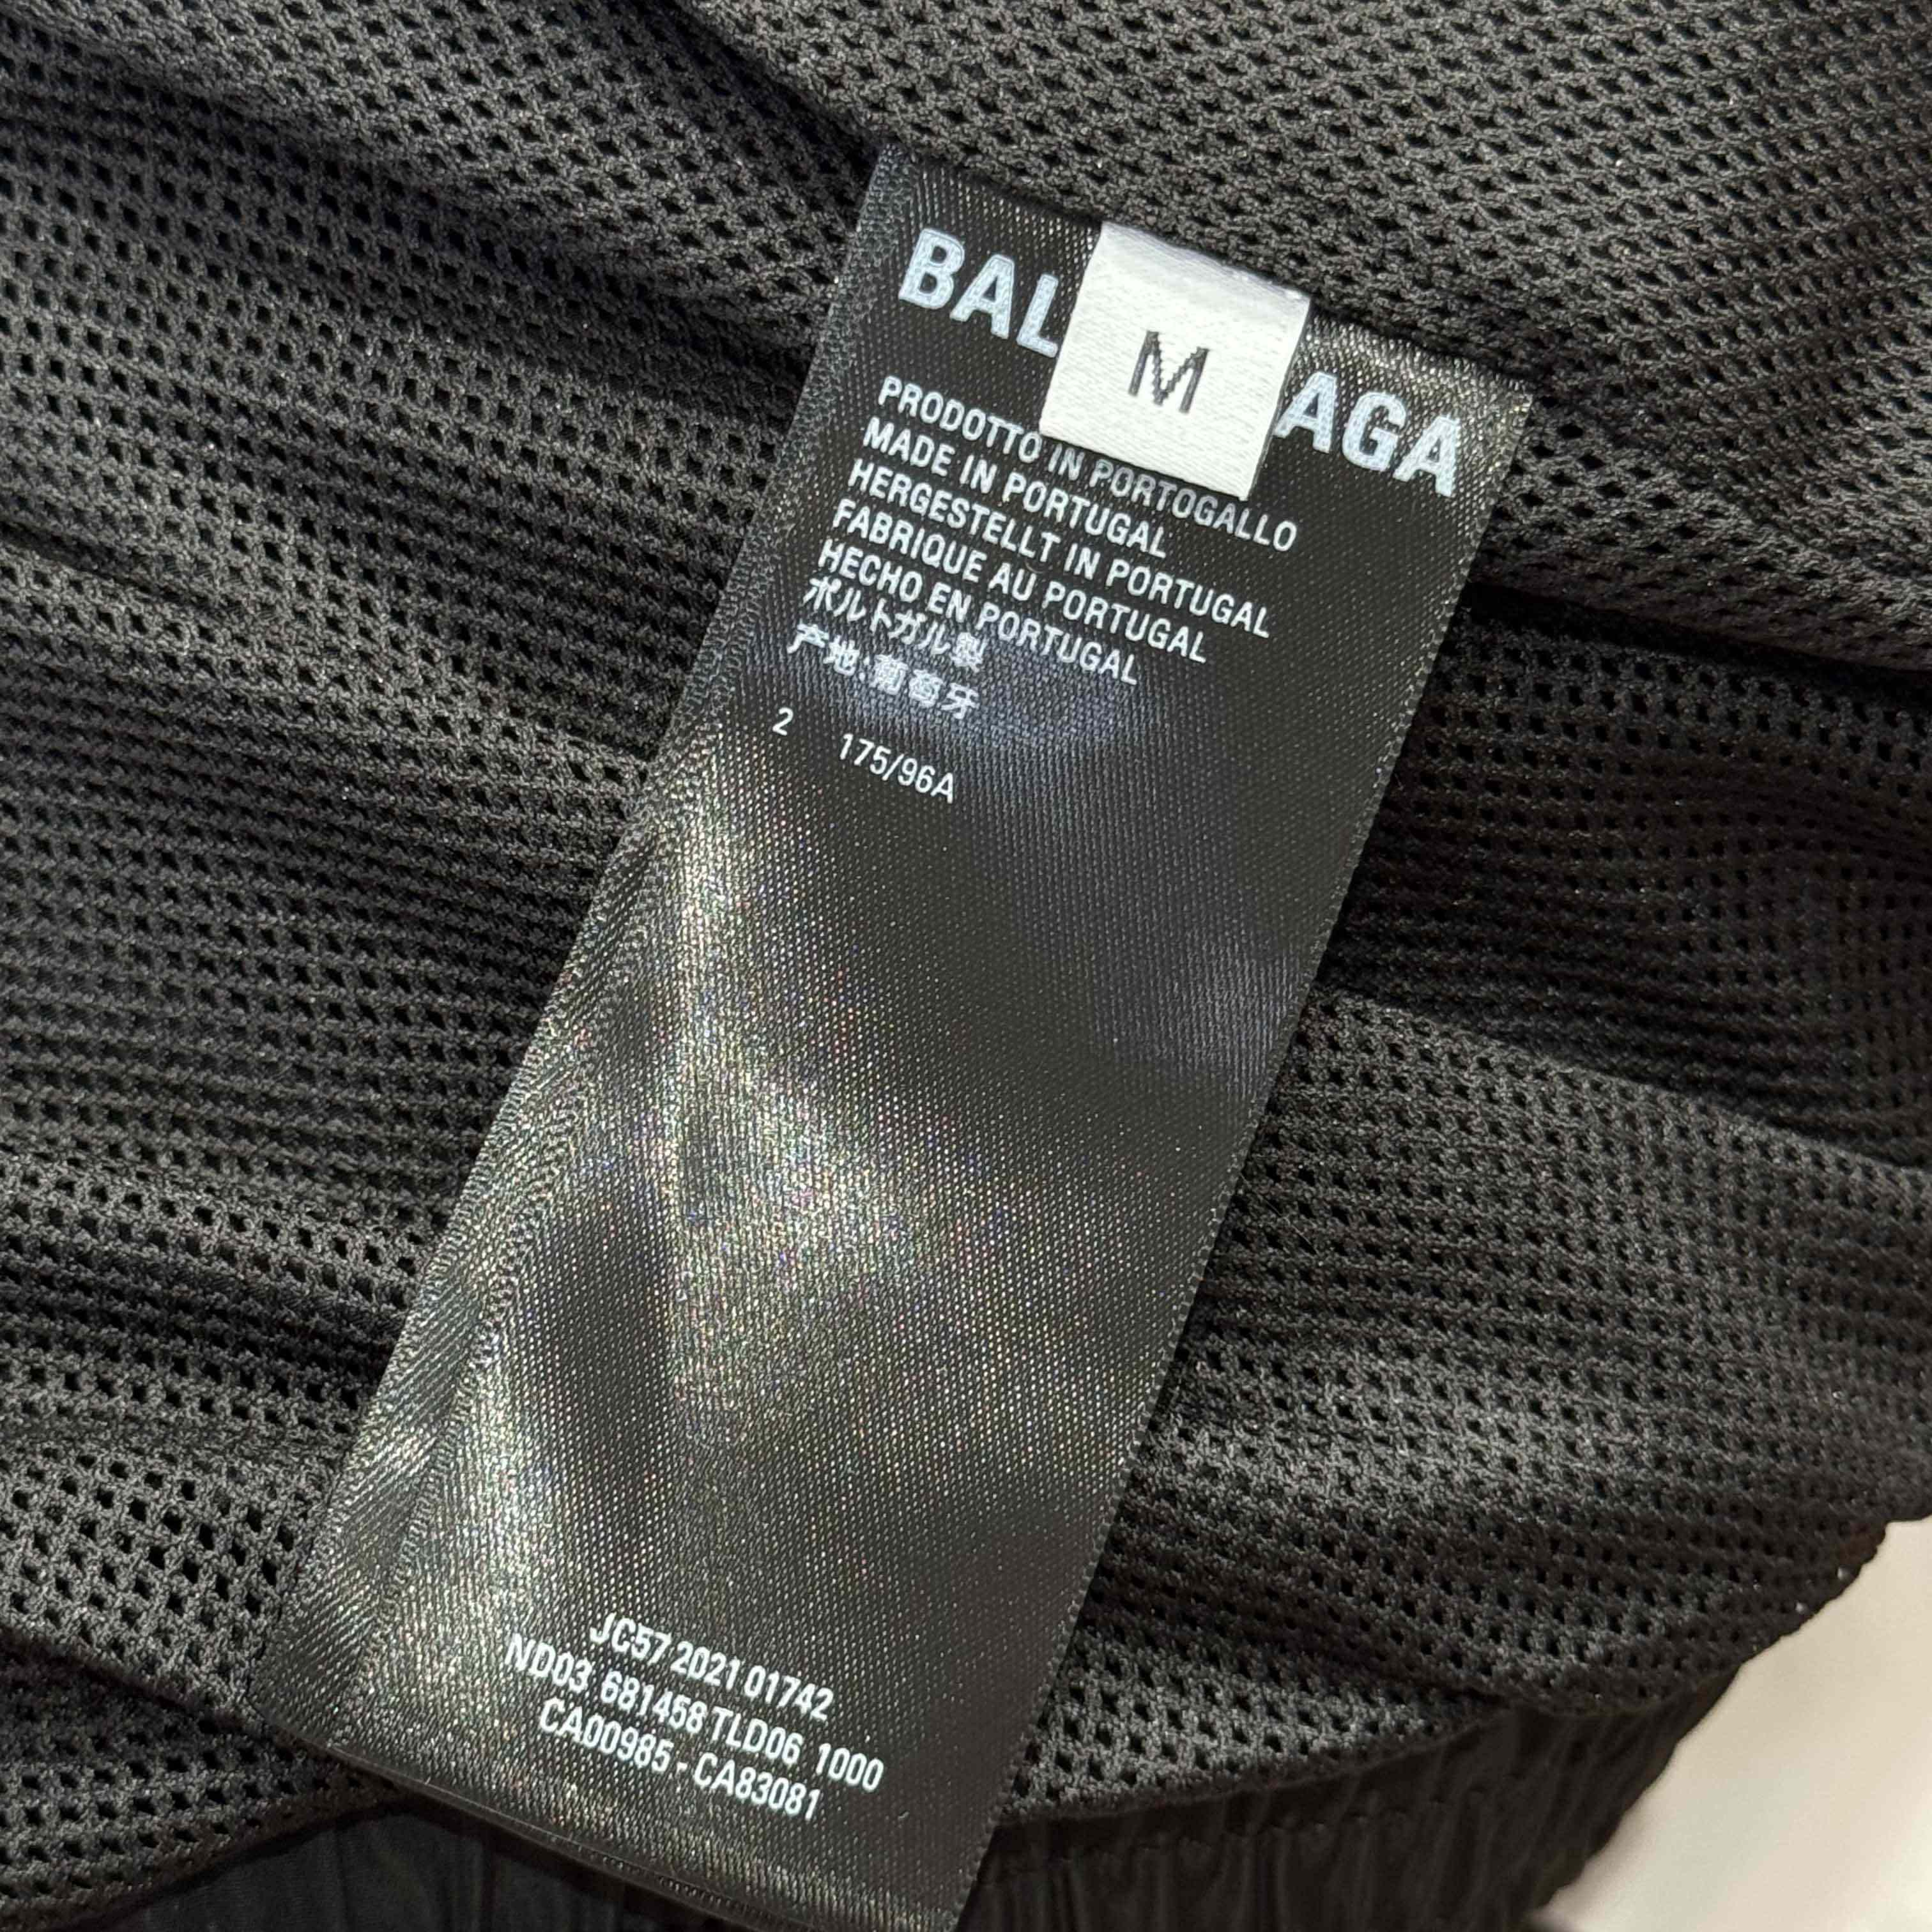 BAL AGA
M
PRODOTTO IN PORTOGALLO
MADE IN PORTUGAL
HERGESTELLT IN PORTUGAL
FABRIQUE AU PORTUGAL
HECHO EN PORTUGAL
ポルトガル製
产地:葡萄牙
2 175/96A
JC57 2021 01742
ND03 681458 TLD06 1000
CA00985 - CA83081